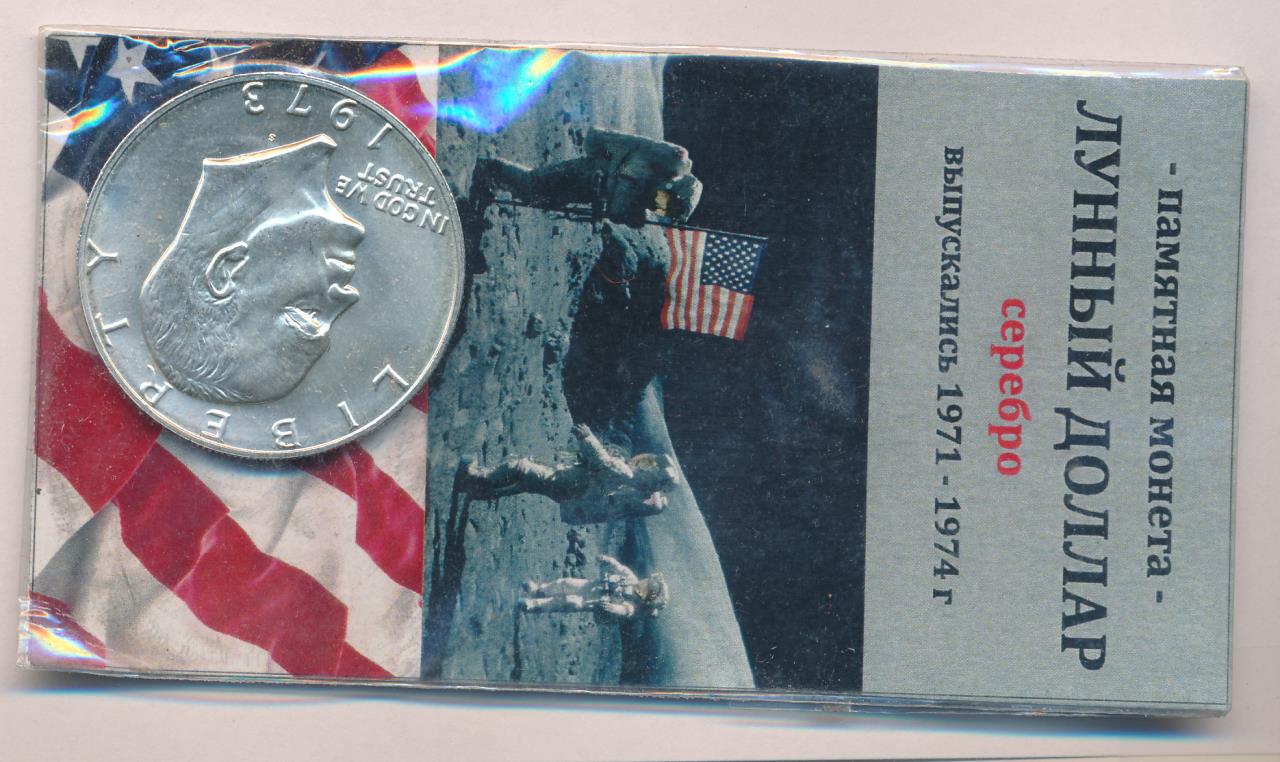 - памятная монета -
ЛУННЫЙ ДОЛЛАР
серебро
выпускались 1971 - 1974 г
LIBERTY
IN GOD WE
TRUST
S
1973